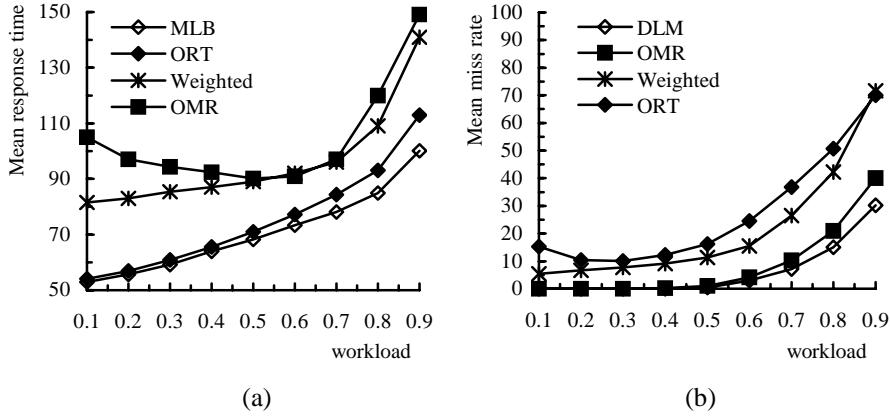 Mean response time
150
130
110
90
70
50
MLB
ORT
Weighted
OMR
0.1 0.2 0.3 0.4 0.5 0.6 0.7 0.8 0.9
workload
(a)
Mean miss rate
100
90
80
70
60
50
40
30
20
10
0
DLM
OMR
Weighted
ORT
0.1 0.2 0.3 0.4 0.5 0.6 0.7 0.8 0.9
workload
(b)